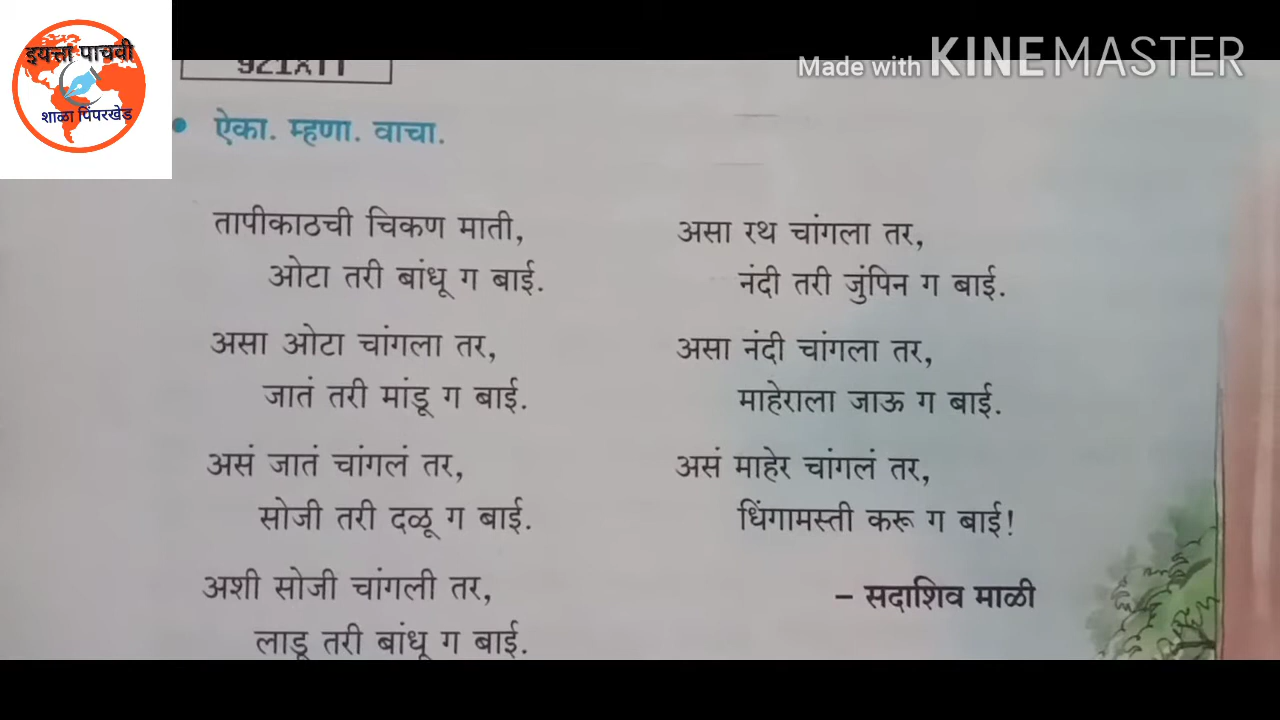 इयत्ता पाचवी
शाळा पिंपरखेड
Made with KINEMASTER
• ऐका. म्हणा. वाचा.
तापीकाठची चिकण माती,
ओटा तरी बांधू ग बाई.
असा ओटा चांगला तर,
जातं तरी मांडू ग बाई.
असं जातं चांगलं तर,
सोजी तरी दळू ग बाई.
अशी सोजी चांगली तर,
लाडू तरी बांधू ग बाई.
असा रथ चांगला तर,
नंदी तरी जुंपिन ग बाई.
असा नंदी चांगला तर,
माहेराला जाऊ ग बाई.
असं माहेर चांगलं तर,
धिंगामस्ती करू ग बाई!
– सदाशिव माळी